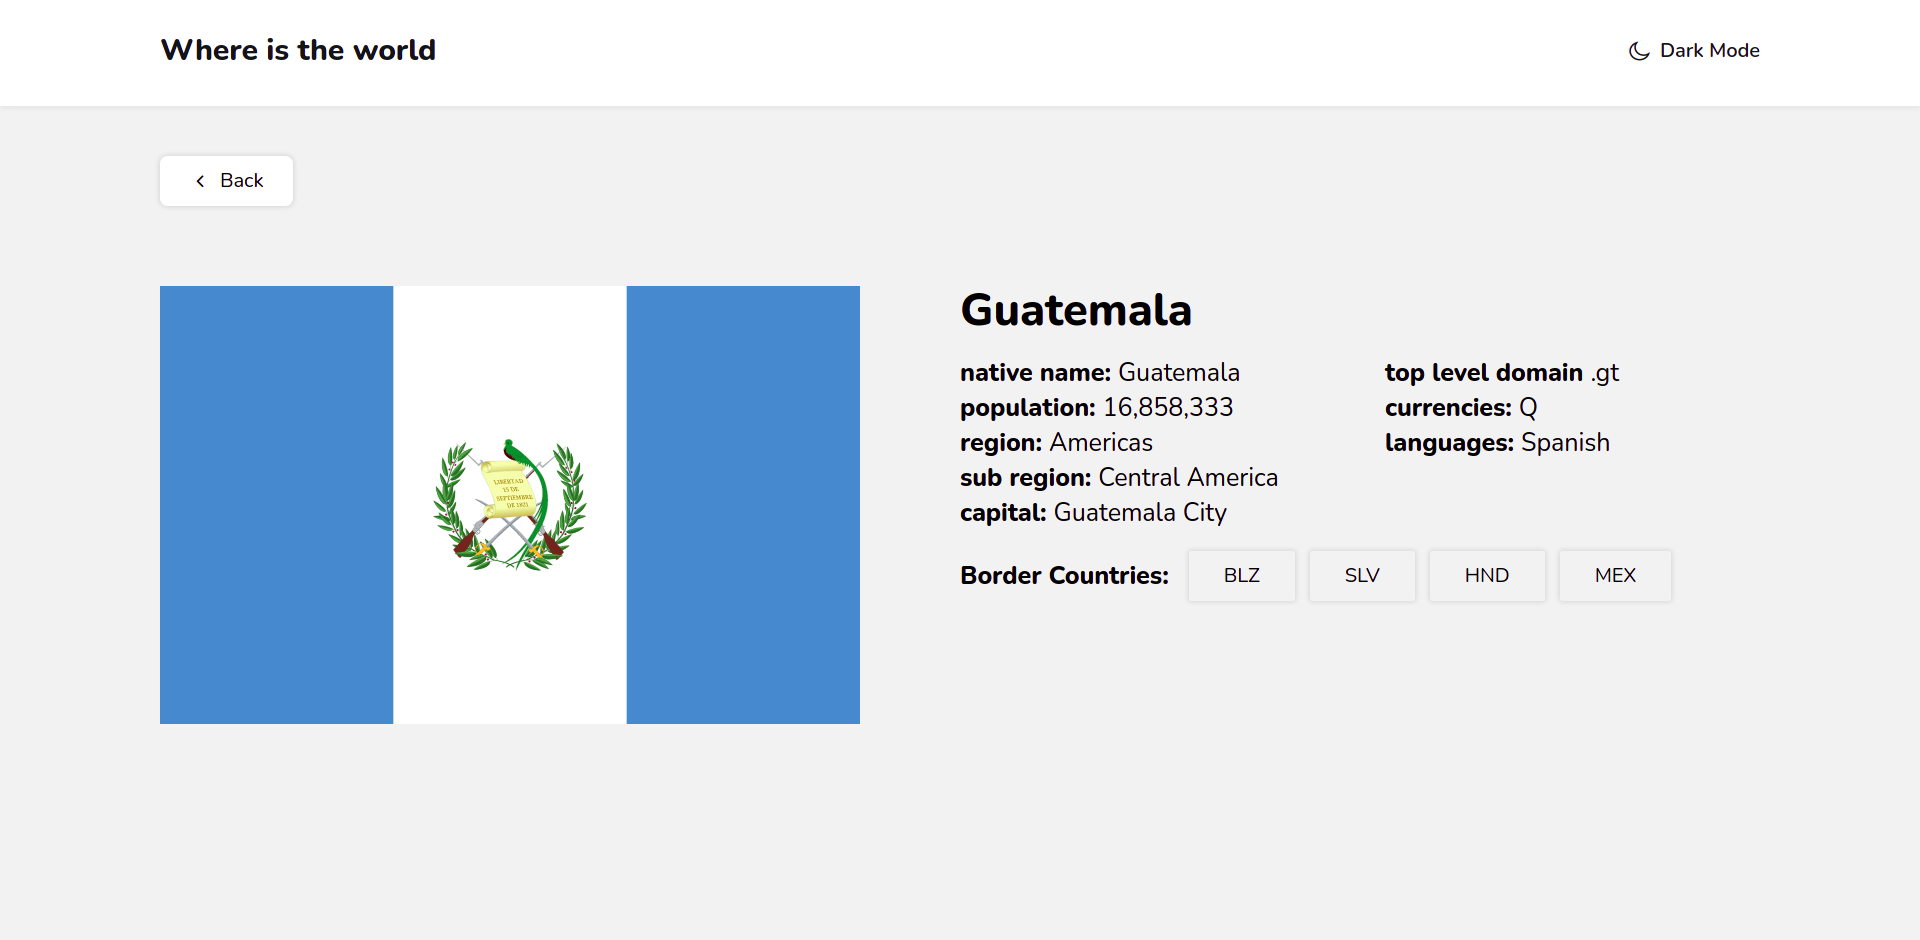 Where is the world
Dark Mode
Back
Guatemala
native name: Guatemala
population: 16,858,333
region: Americas
sub region: Central America
capital: Guatemala City
top level domain .gt
currencies: Q
languages: Spanish
Border Countries: BLZ SLV HND MEX
LIBERTAD
15 DE
SEPTIEMBRE
DE 1821